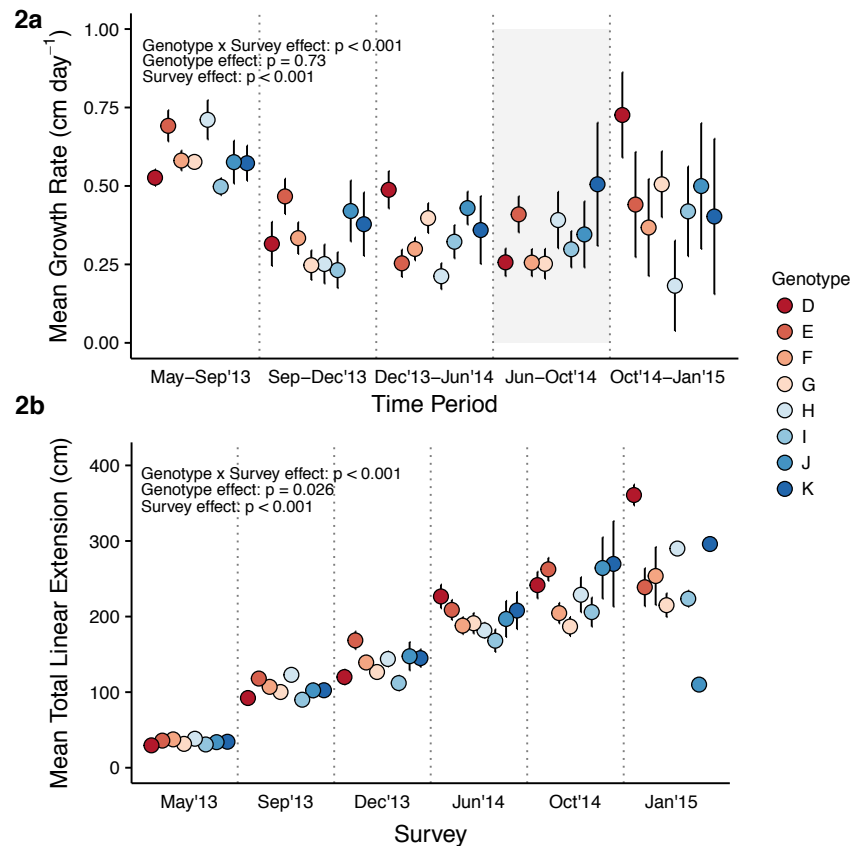 2a
Mean Growth Rate (cm day⁻¹)
1.00
0.75
0.50
0.25
0.00
Genotype x Survey effect: p < 0.001
Genotype effect: p = 0.73
Survey effect: p < 0.001
May–Sep'13 Sep–Dec'13 Dec'13–Jun'14 Jun–Oct'14 Oct'14–Jan'15
Time Period
Genotype
D
E
F
G
H
I
J
K
2b
Mean Total Linear Extension (cm)
400
300
200
100
0
Genotype x Survey effect: p < 0.001
Genotype effect: p = 0.026
Survey effect: p < 0.001
May'13 Sep'13 Dec'13 Jun'14 Oct'14 Jan'15
Survey